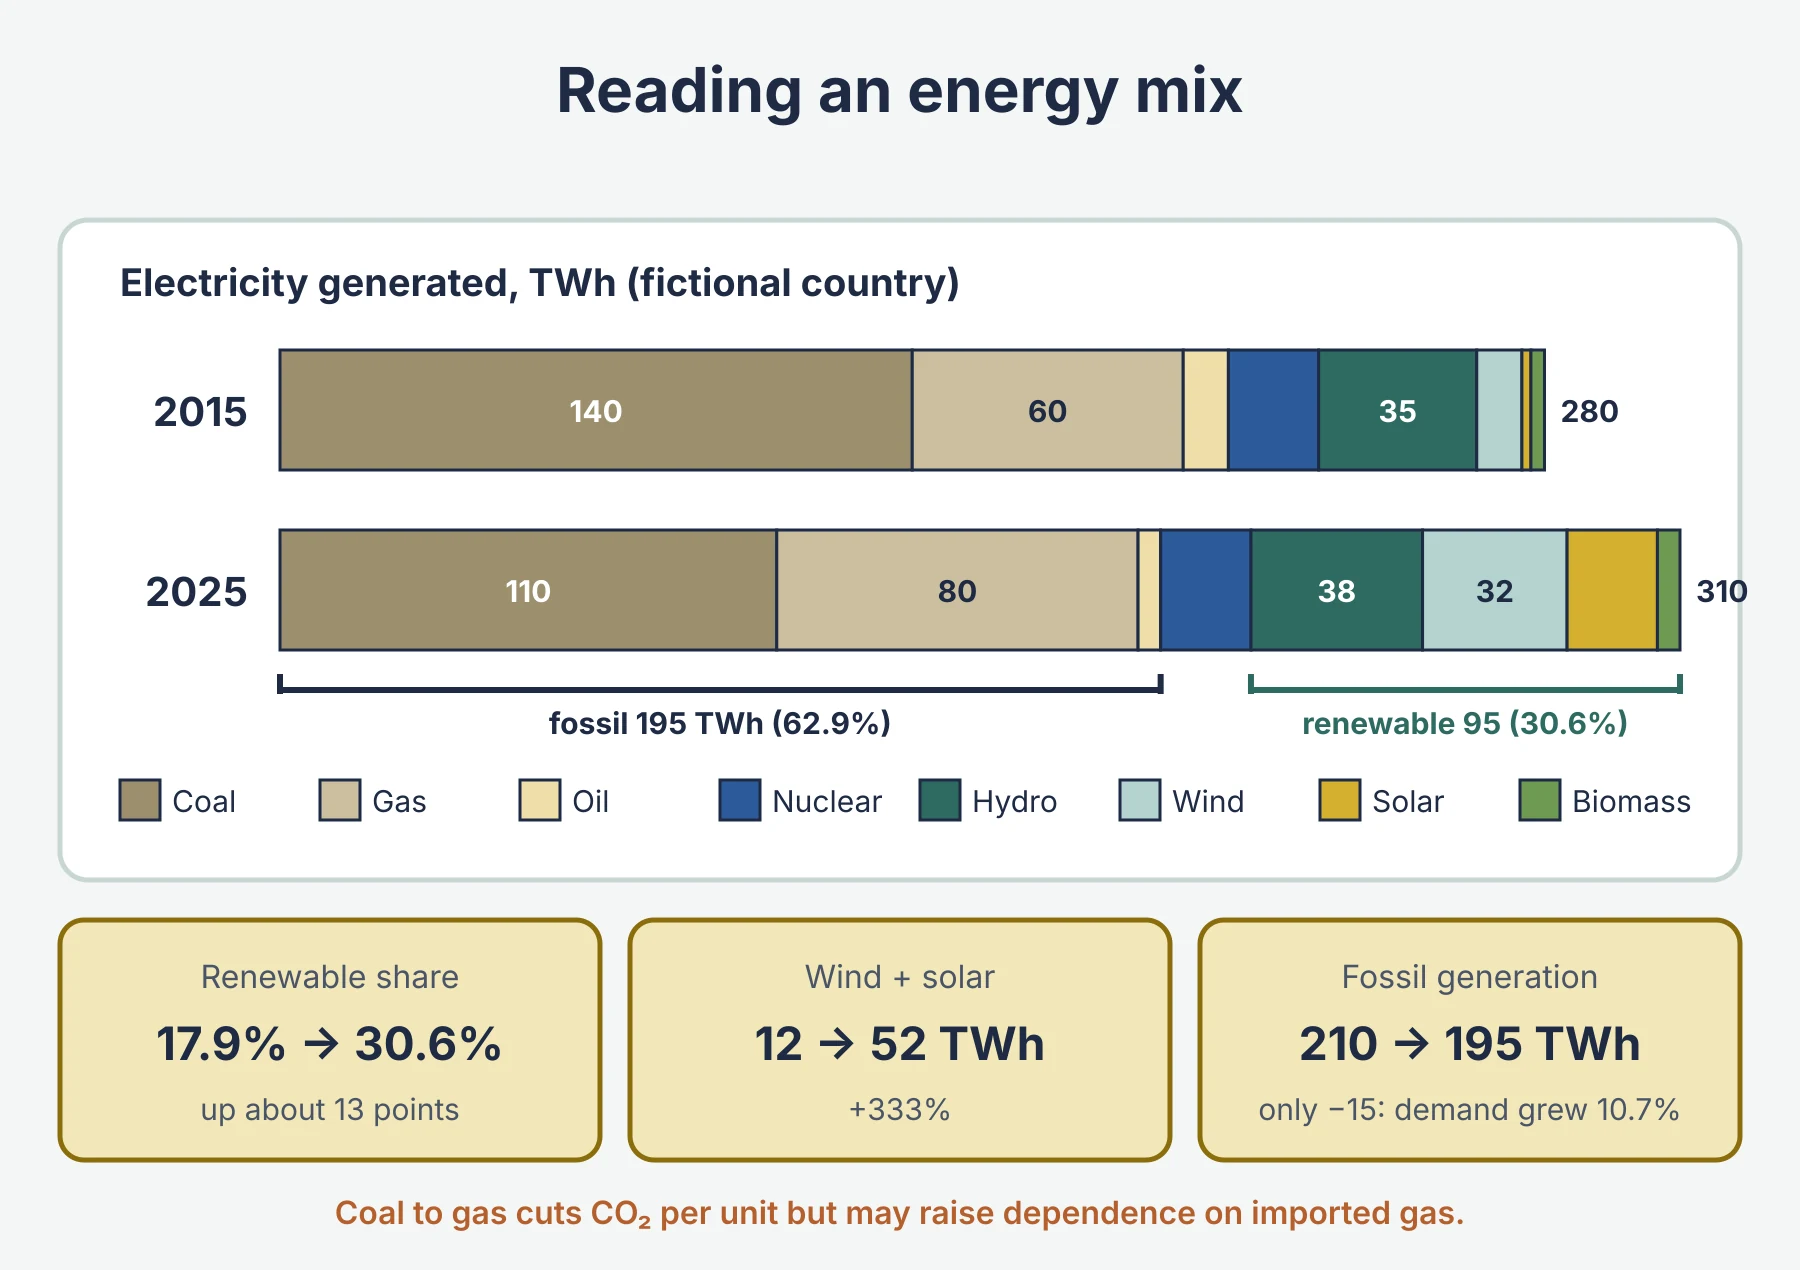 Reading an energy mix
Electricity generated, TWh (fictional country)
2015 140 60 35 280
2025 110 80 38 32 310
fossil 195 TWh (62.9%) renewable 95 (30.6%)
Coal Gas Oil Nuclear Hydro Wind Solar Biomass
Renewable share
17.9% → 30.6%
up about 13 points
Wind + solar
12 → 52 TWh
+333%
Fossil generation
210 → 195 TWh
only −15: demand grew 10.7%
Coal to gas cuts CO₂ per unit but may raise dependence on imported gas.